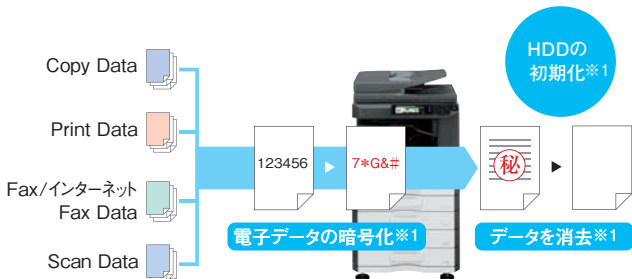 Copy Data
Print Data
Fax/インターネット
Fax Data
Scan Data
123456
7*G&#
電子データの暗号化※1
HDDの
初期化※1
秘
データを消去※1